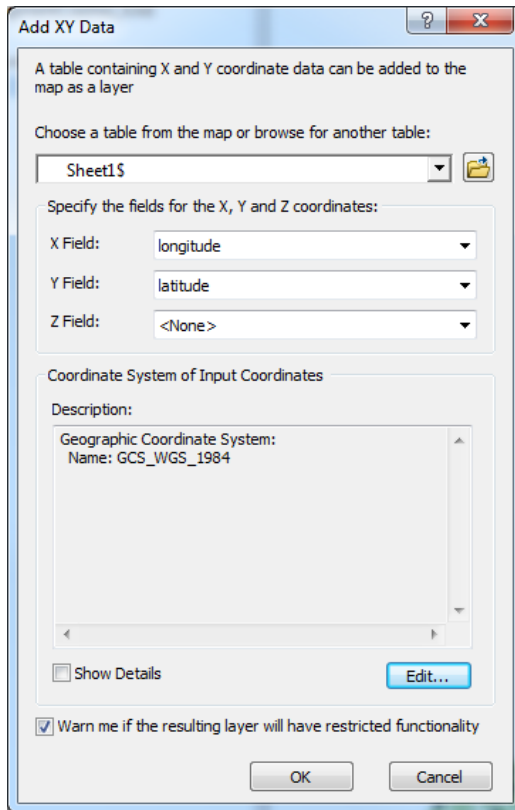 Add XY Data
A table containing X and Y coordinate data can be added to the
map as a layer
Choose a table from the map or browse for another table:
Sheet1$
Specify the fields for the X, Y and Z coordinates:
X Field: longitude
Y Field: latitude
Z Field: <None>
Coordinate System of Input Coordinates
Description:
Geographic Coordinate System:
Name: GCS_WGS_1984
Show Details Edit...
Warn me if the resulting layer will have restricted functionality
OK Cancel